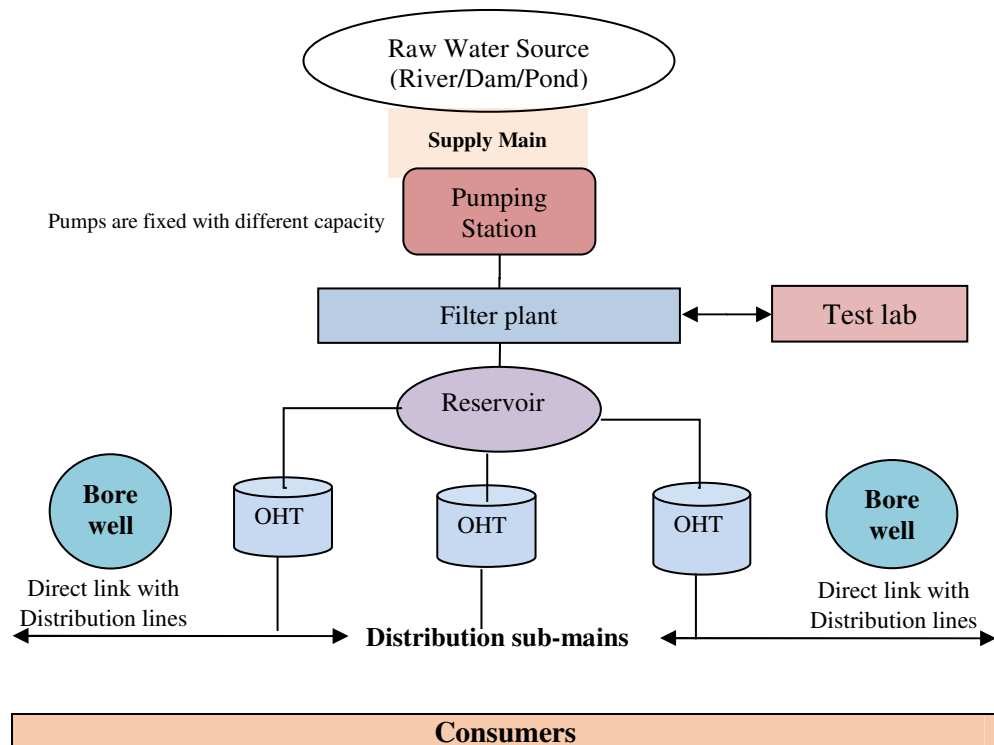 Raw Water Source
(River/Dam/Pond)
Supply Main
Pumping
Station
Pumps are fixed with different capacity
Filter plant
Test lab
Reservoir
Bore
well
OHT
OHT
OHT
Bore
well
Direct link with
Distribution lines
Direct link with
Distribution lines
Distribution sub-mains
Consumers